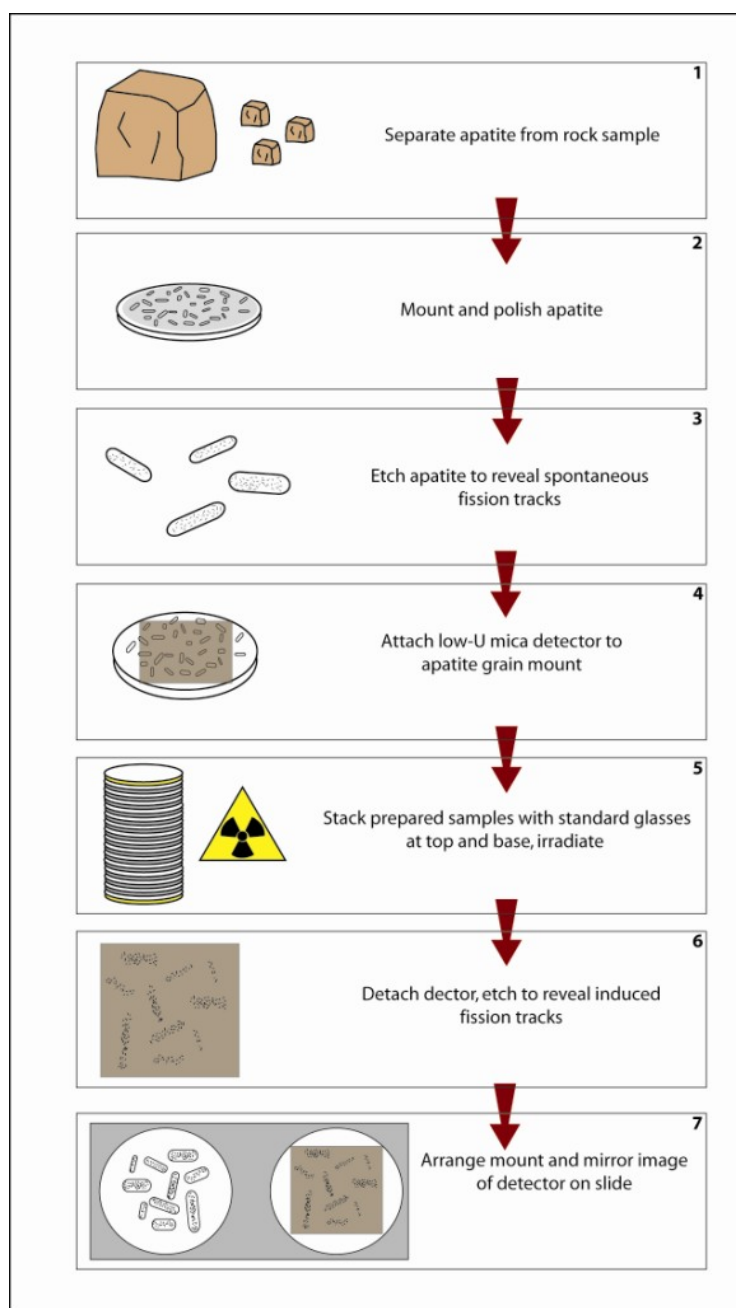 1
Separate apatite from rock sample
2
Mount and polish apatite
3
Etch apatite to reveal spontaneous
fission tracks
4
Attach low-U mica detector to
apatite grain mount
5
Stack prepared samples with standard glasses
at top and base, irradiate
6
Detach dector, etch to reveal induced
fission tracks
7
Arrange mount and mirror image
of detector on slide